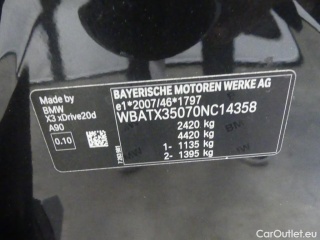 Made by
BMW
X3 xDrive20d
A90
0.10
BAYERISCHE MOTOREN WERKE AG
e1*2007/46*1797
WBATX35070NC14358
2420 kg
4420 kg
1- 1135 kg
2- 1395 kg
CarOutlet.eu